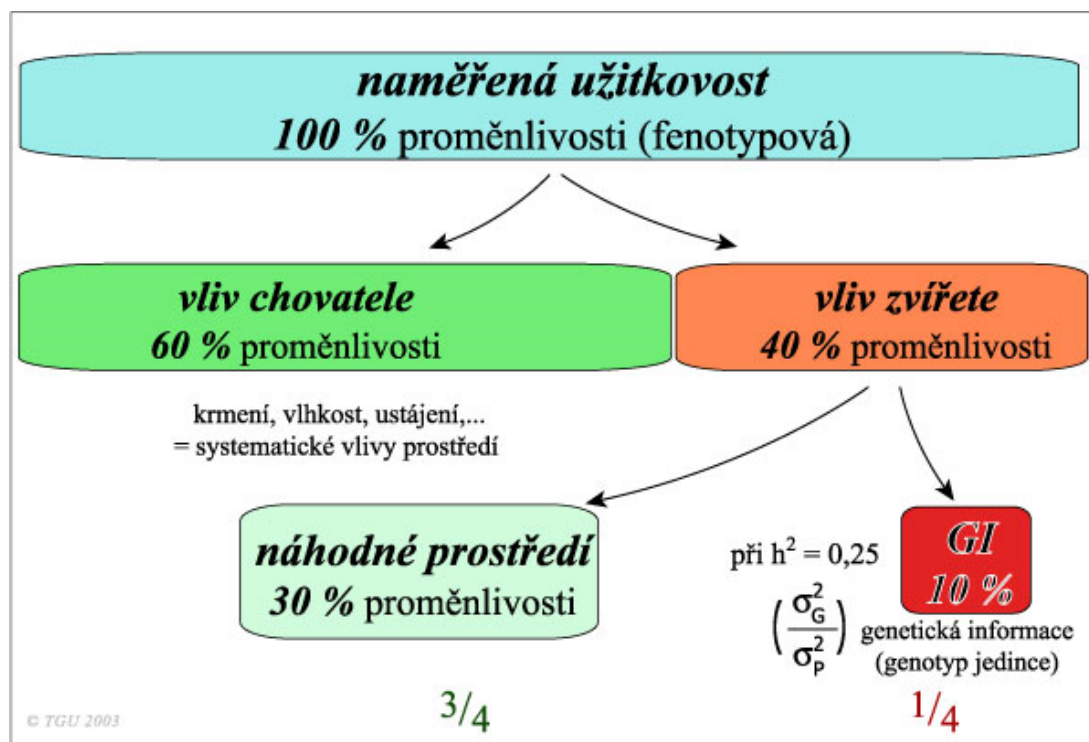 naměřená užitkovost
100 % proměnlivosti (fenotypová)
vliv chovatele
60 % proměnlivosti
vliv zvířete
40 % proměnlivosti
krmení, vlhkost, ustájení,...
= systematické vlivy prostředí
náhodné prostředí
30 % proměnlivosti
při h² = 0,25
(σ²G / σ²P)
GI
10 %
genetická informace
(genotyp jedince)
3/4
1/4
© TGU 2003